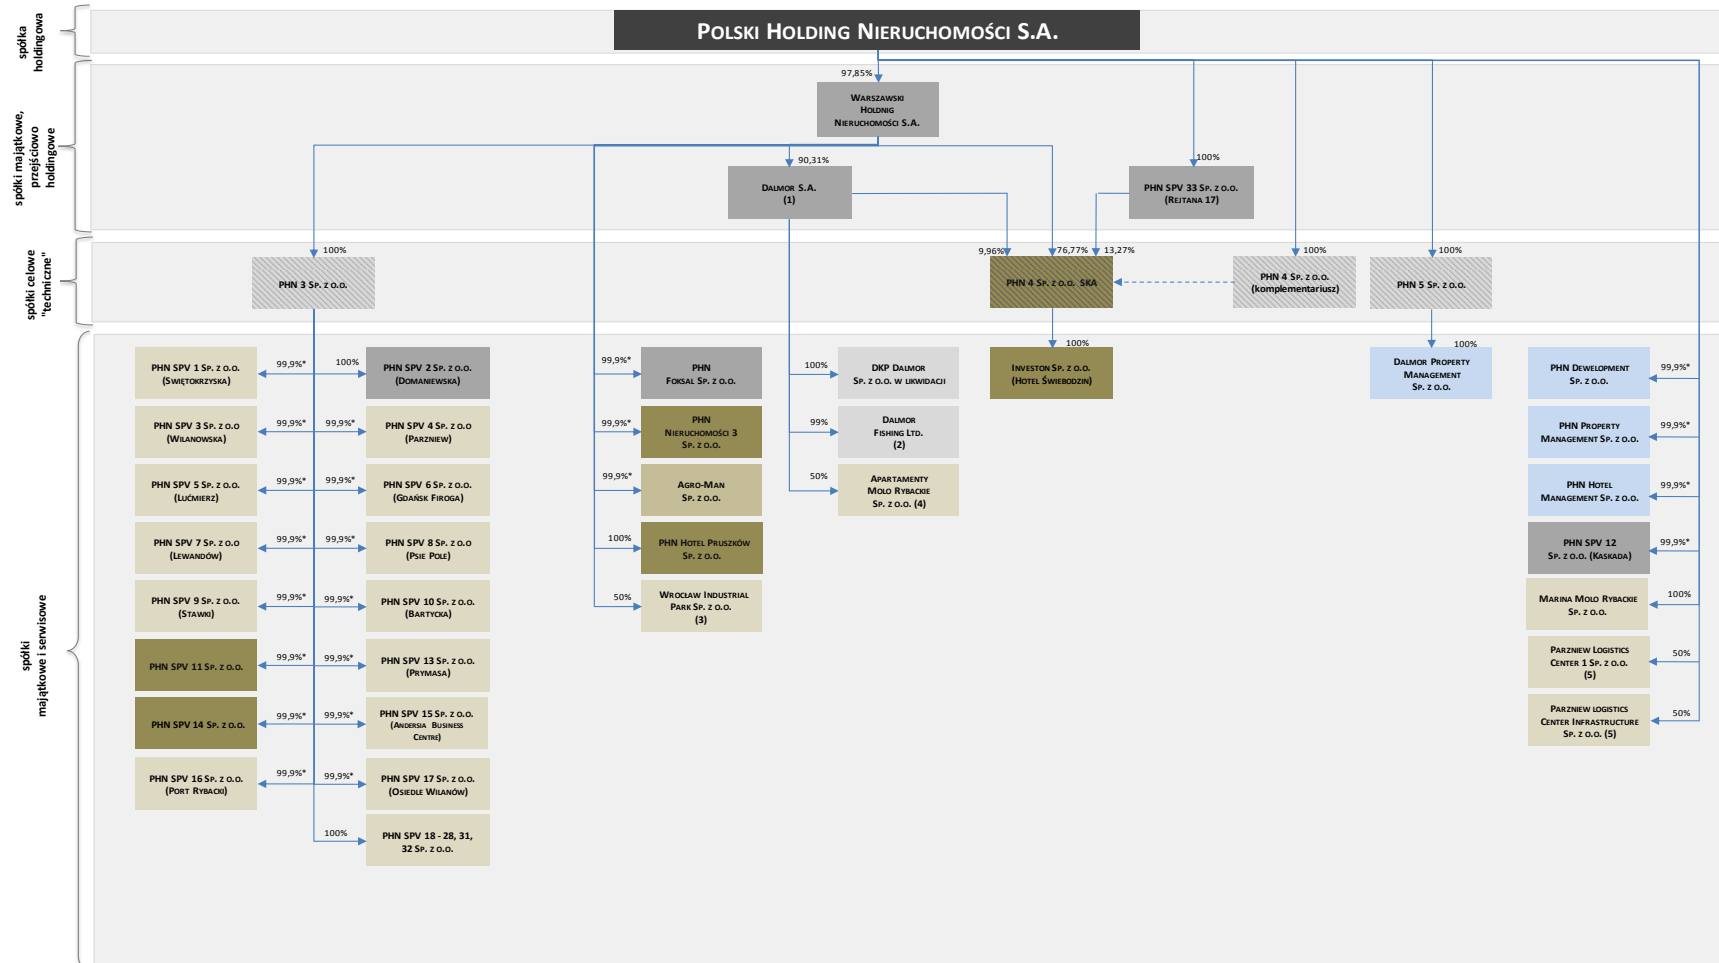 spółka
holdingowa
POLSKI HOLDING NIERUCHOMOŚCI S.A.
spółki majątkowe,
przejściowo
holdingowe
97,85%
WARSZAWSKI
HOLDNIG
NIERUCHOMOŚCI S.A.
90,31%
DALMOR S.A.
(1)
100%
PHN SPV 33 SP. Z O.O.
(REJTANA 17)
spółki celowe
"techniczne"
100%
PHN 3 SP. Z O.O.
9,96%
76,77%
13,27%
PHN 4 SP. Z O.O. SKA
100%
PHN 4 SP. Z O.O.
(komplementariusz)
100%
PHN 5 SP. Z O.O.
spółki
majątkowe i serwisowe
PHN SPV 1 SP. Z O.O.
(ŚWIĘTOKRZYSKA)
99,9%*
100%
PHN SPV 2 SP. Z O.O.
(DOMANIEWSKA)
PHN SPV 3 SP. Z O.O
(WILANOWSKA)
99,9%*
99,9%*
PHN SPV 4 SP. Z O.O
(PARZNIEW)
PHN SPV 5 SP. Z O.O.
(LUĆMIERZ)
99,9%*
99,9%*
PHN SPV 6 SP. Z O.O.
(GDAŃSK FIROGA)
PHN SPV 7 SP. Z O.O
(LEWANDÓW)
99,9%*
99,9%*
PHN SPV 8 SP. Z O.O.
(PSIE POLE)
PHN SPV 9 SP. Z O.O.
(STAWKI)
99,9%*
99,9%*
PHN SPV 10 SP. Z O.O.
(BARTYCKA)
PHN SPV 11 SP. Z O.O.
99,9%*
99,9%*
PHN SPV 13 SP. Z O.O.
(PRYMASA)
PHN SPV 14 SP. Z O.O.
99,9%*
99,9%*
PHN SPV 15 SP. Z O.O.
(ANDERSIA BUSINESS
CENTRE)
PHN SPV 16 SP. Z O.O.
(PORT RYBACKI)
99,9%*
99,9%*
PHN SPV 17 SP. Z O.O.
(OSIEDLE WILANÓW)
100%
PHN SPV 18 - 28, 31,
32 SP. Z O.O.
99,9%*
PHN
FOKSAL SP. Z O.O.
99,9%*
PHN
NIERUCHOMOŚCI 3
SP. Z O.O.
99,9%*
AGRO-MAN
SP. Z O.O.
100%
PHN HOTEL PRUSZKÓW
SP. Z O.O.
50%
WROCŁAW INDUSTRIAL
PARK SP. Z O.O.
(3)
100%
DKP DALMOR
SP. Z O.O. W LIKWIDACJI
99%
DALMOR
FISHING LTD.
(2)
50%
APARTAMENTY
MOLO RYBACKIE
SP. Z O.O. (4)
100%
INVESTON SP. Z O.O.
(HOTEL ŚWIEBODZIN)
100%
DALMOR PROPERTY
MANAGEMENT
SP. Z O.O.
PHN DEWELOPMENT
SP. Z O.O.
99,9%*
PHN PROPERTY
MANAGEMENT SP. Z O.O.
99,9%*
PHN HOTEL
MANAGEMENT SP. Z O.O.
99,9%*
PHN SPV 12
SP. Z O.O. (KASKADA)
99,9%*
MARINA MOLO RYBACKIE
SP. Z O.O.
100%
PARZNIEW LOGISTICS
CENTER 1 SP. Z O.O.
(5)
50%
PARZNIEW LOGISTICS
CENTER INFRASTRUCTURE
SP. Z O.O. (5)
50%